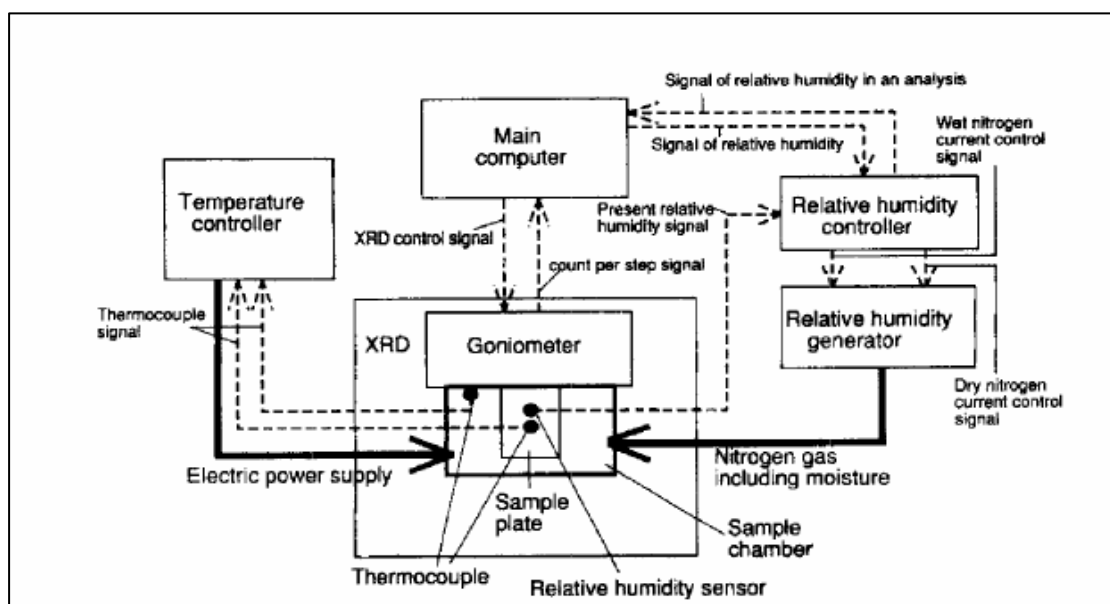 Signal of relative humidity in an analysis
Main
computer
Signal of relative humidity
Wet nitrogen
current control
signal
Temperature
controller
XRD control signal
Present relative
humidity signal
Relative humidity
controller
count per step signal
Thermocouple
signal
XRD
Goniometer
Relative humidity
generator
Dry nitrogen
current control
signal
Electric power supply
Nitrogen gas
including moisture
Sample
plate
Sample
chamber
Thermocouple
Relative humidity sensor